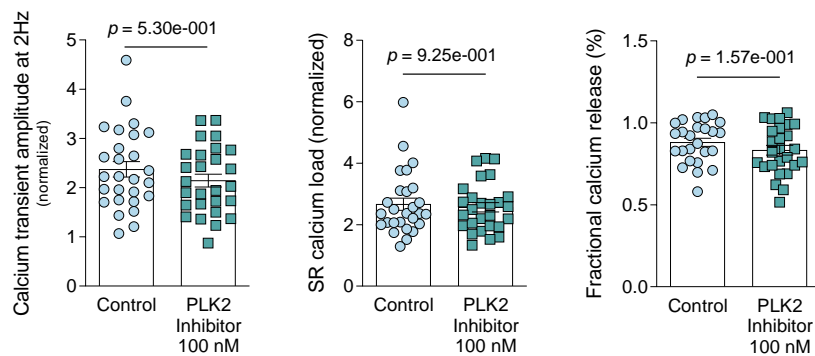 Calcium transient amplitude at 2Hz
(normalized)
5
4
3
2
1
0
p = 5.30e-001
Control
PLK2
Inhibitor
100 nM
SR calcium load (normalized)
8
6
4
2
0
p = 9.25e-001
Control
PLK2
Inhibitor
100 nM
Fractional calcium release (%)
1.5
1.0
0.5
0.0
p = 1.57e-001
Control
PLK2
Inhibitor
100 nM